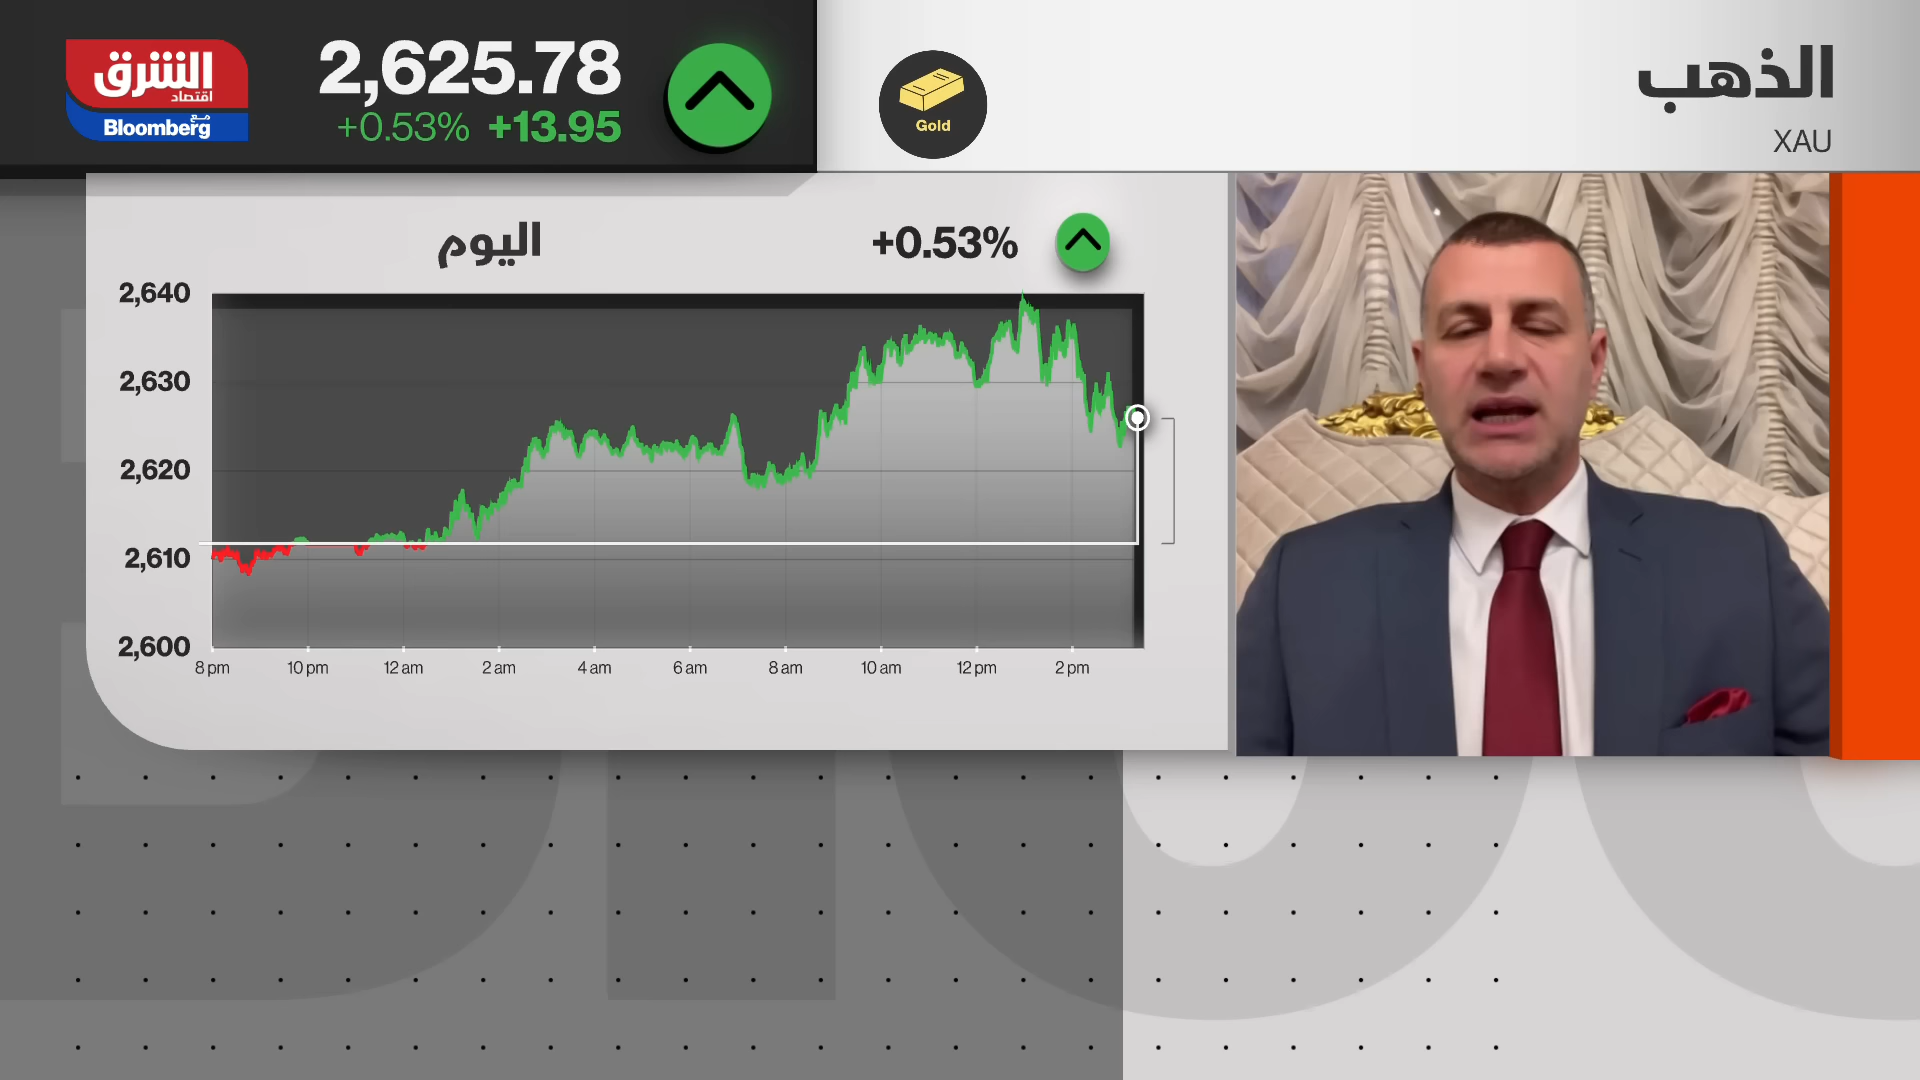 الشرق
اقتصاد
مع
Bloomberg
2,625.78
+0.53% +13.95
Gold
الذهب
XAU
اليوم
+0.53%
2,640
2,630
2,620
2,610
2,600
8 pm 10 pm 12 am 2 am 4 am 6 am 8 am 10 am 12 pm 2 pm